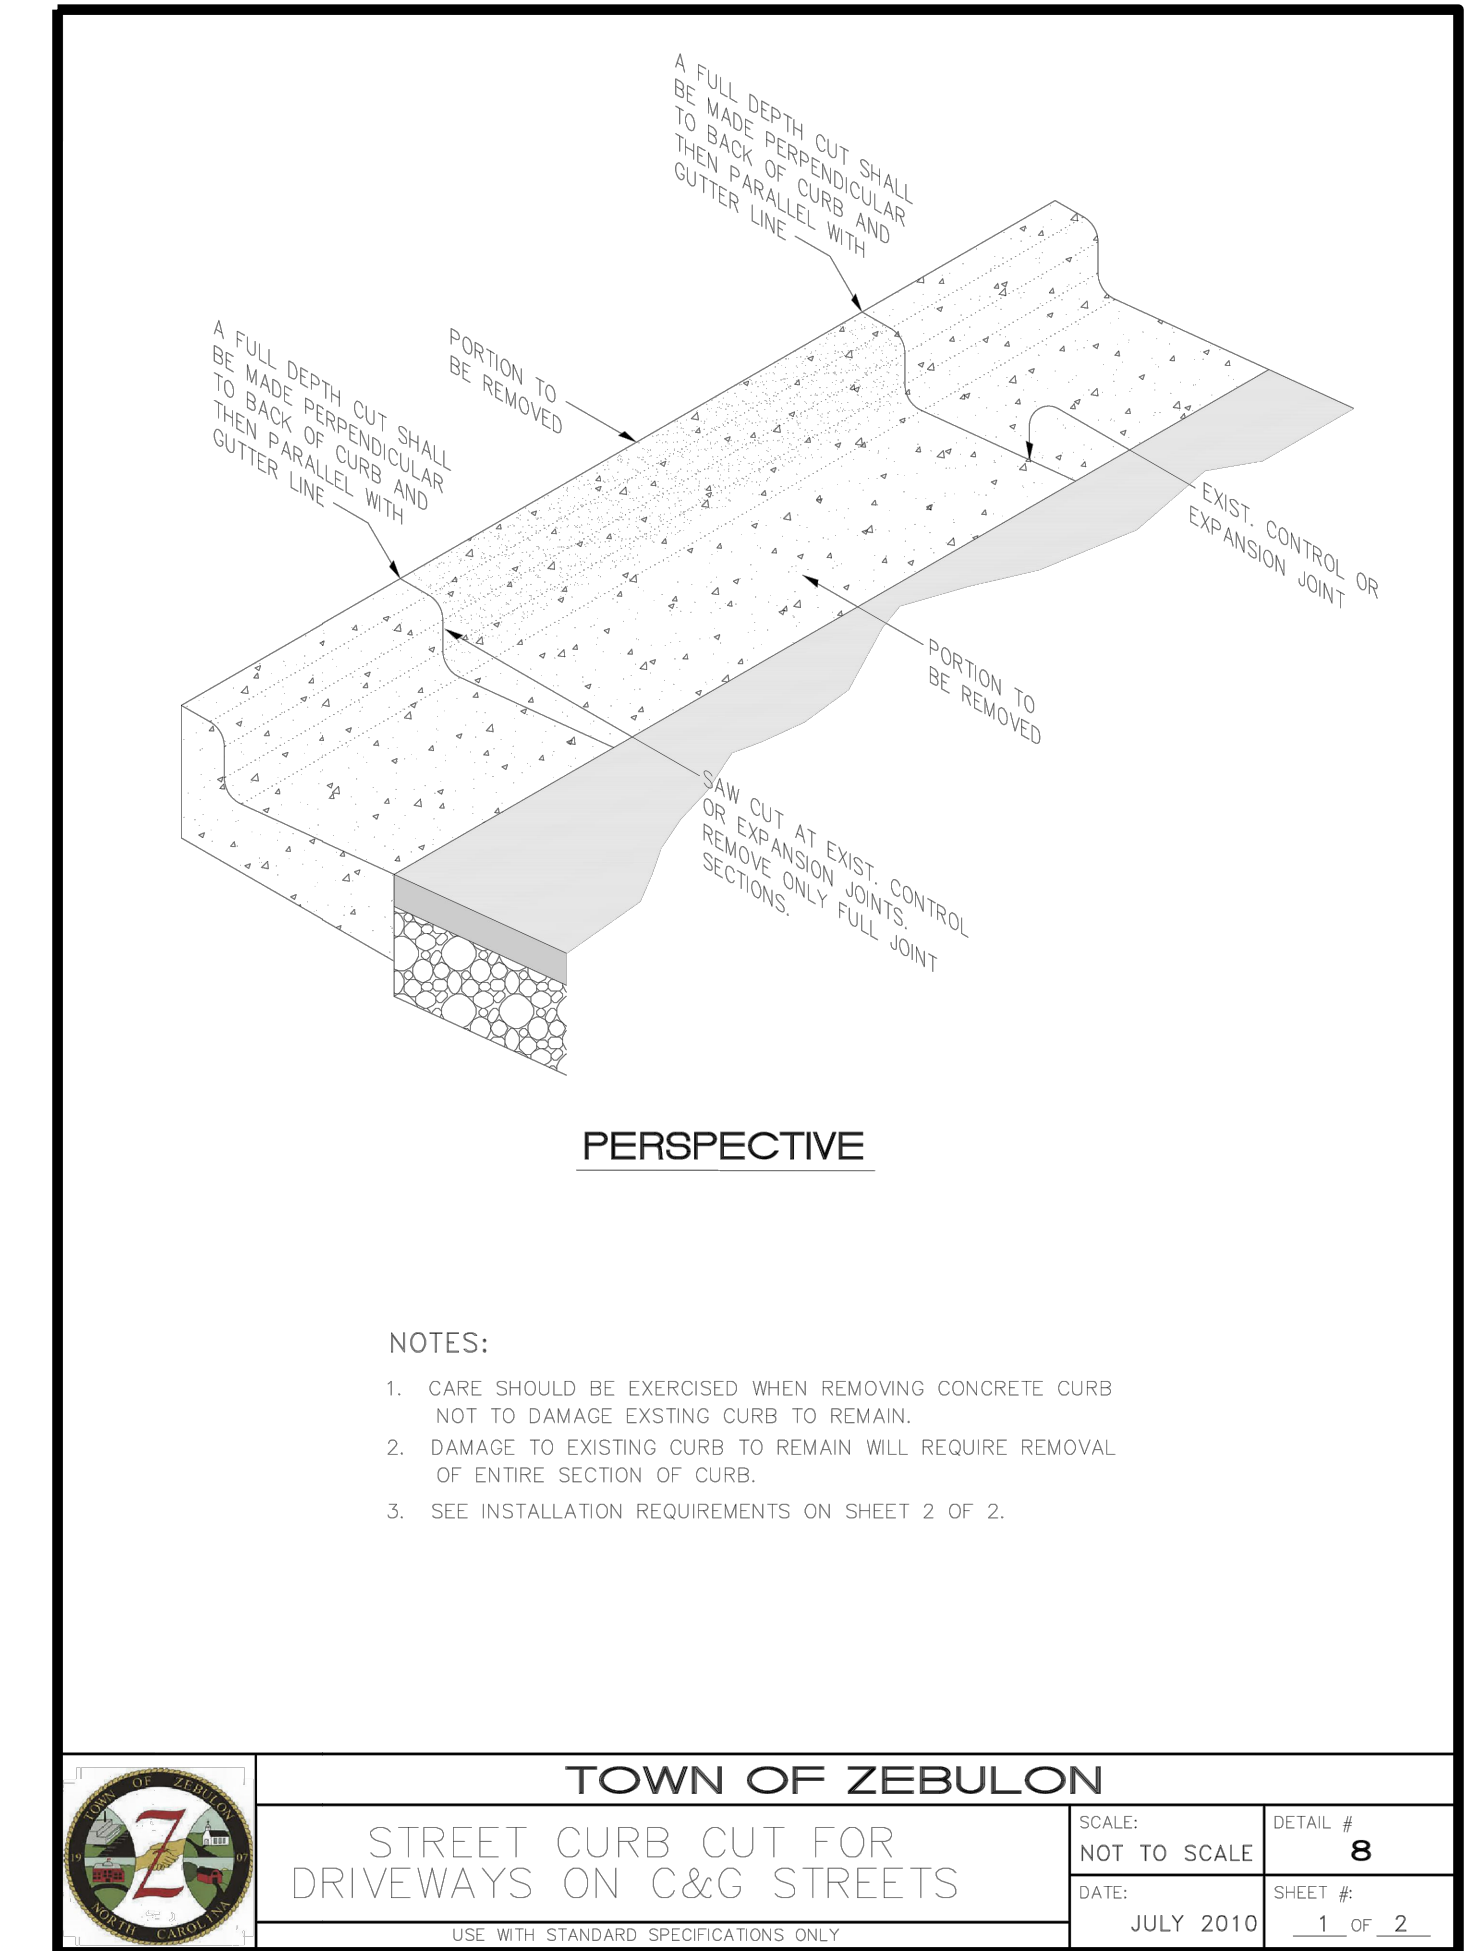 A FULL DEPTH CUT SHALL
BE MADE PERPENDICULAR
TO BACK OF CURB AND
THEN PARALLEL WITH
GUTTER LINE
A FULL DEPTH CUT SHALL
BE MADE PERPENDICULAR
TO BACK OF CURB AND
THEN PARALLEL WITH
GUTTER LINE
PORTION TO
BE REMOVED
EXIST. CONTROL OR
EXPANSION JOINT
PORTION TO
BE REMOVED
SAW CUT AT EXIST. CONTROL
OR EXPANSION JOINTS.
REMOVE ONLY FULL JOINT
SECTIONS.
PERSPECTIVE
NOTES:
1. CARE SHOULD BE EXERCISED WHEN REMOVING CONCRETE CURB
NOT TO DAMAGE EXSTING CURB TO REMAIN.
2. DAMAGE TO EXISTING CURB TO REMAIN WILL REQUIRE REMOVAL
OF ENTIRE SECTION OF CURB.
3. SEE INSTALLATION REQUIREMENTS ON SHEET 2 OF 2.
TOWN OF ZEBULON
19 07
Z
NORTH CAROLINA
TOWN OF ZEBULON
STREET CURB CUT FOR
DRIVEWAYS ON C&G STREETS
USE WITH STANDARD SPECIFICATIONS ONLY
SCALE:
NOT TO SCALE
DETAIL #
8
DATE:
JULY 2010
SHEET #:
1 OF 2